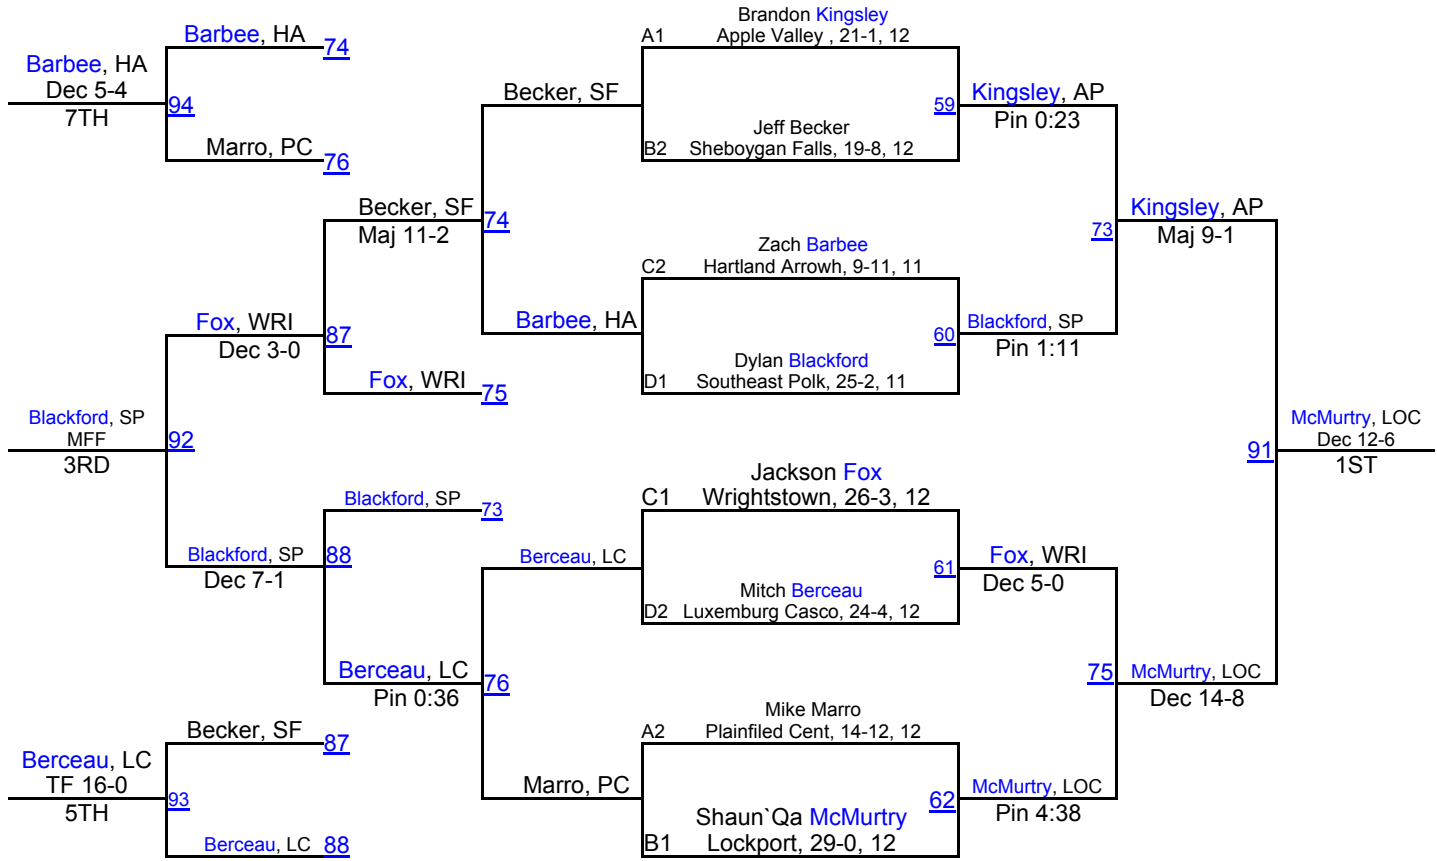 Barbee, HA
Dec 5-4
7TH
94
Barbee, HA
74
Marro, PC
76
Becker, SF
Maj 11-2
74
Fox, WRI
Dec 3-0
87
Fox, WRI
75
Blackford, SP
MFF
3RD
92
Blackford, SP
Dec 7-1
88
Blackford, SP
73
Berceau, LC
Pin 0:36
76
Berceau, LC
TF 16-0
5TH
93
Becker, SF
87
Berceau, LC
88
Becker, SF
Barbee, HA
Berceau, LC
Marro, PC
Brandon Kingsley
A1 Apple Valley , 21-1, 12
59
Jeff Becker
B2 Sheboygan Falls, 19-8, 12
Zach Barbee
C2 Hartland Arrowh, 9-11, 11
60
Dylan Blackford
D1 Southeast Polk, 25-2, 11
Jackson Fox
C1 Wrightstown, 26-3, 12
61
Mitch Berceau
D2 Luxemburg Casco, 24-4, 12
Mike Marro
A2 Plainfiled Cent, 14-12, 12
62
Shaun`Qa McMurtry
B1 Lockport, 29-0, 12
Kingsley, AP
Pin 0:23
73
Blackford, SP
Pin 1:11
Fox, WRI
Dec 5-0
75
McMurtry, LOC
Pin 4:38
Kingsley, AP
Maj 9-1
91
McMurtry, LOC
Dec 14-8
McMurtry, LOC
Dec 12-6
1ST